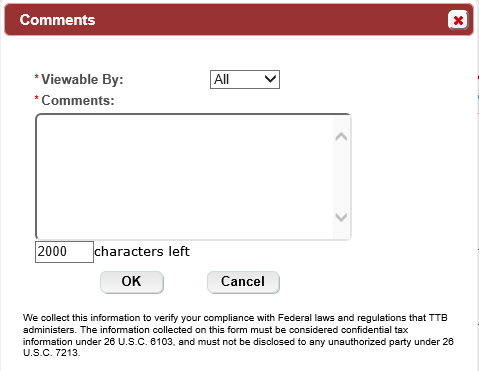 Comments
* Viewable By: All
* Comments:
2000 characters left
OK Cancel
We collect this information to verify your compliance with Federal laws and regulations that TTB
administers. The information collected on this form must be considered confidential tax
information under 26 U.S.C. 6103, and must not be disclosed to any unauthorized party under 26
U.S.C. 7213.